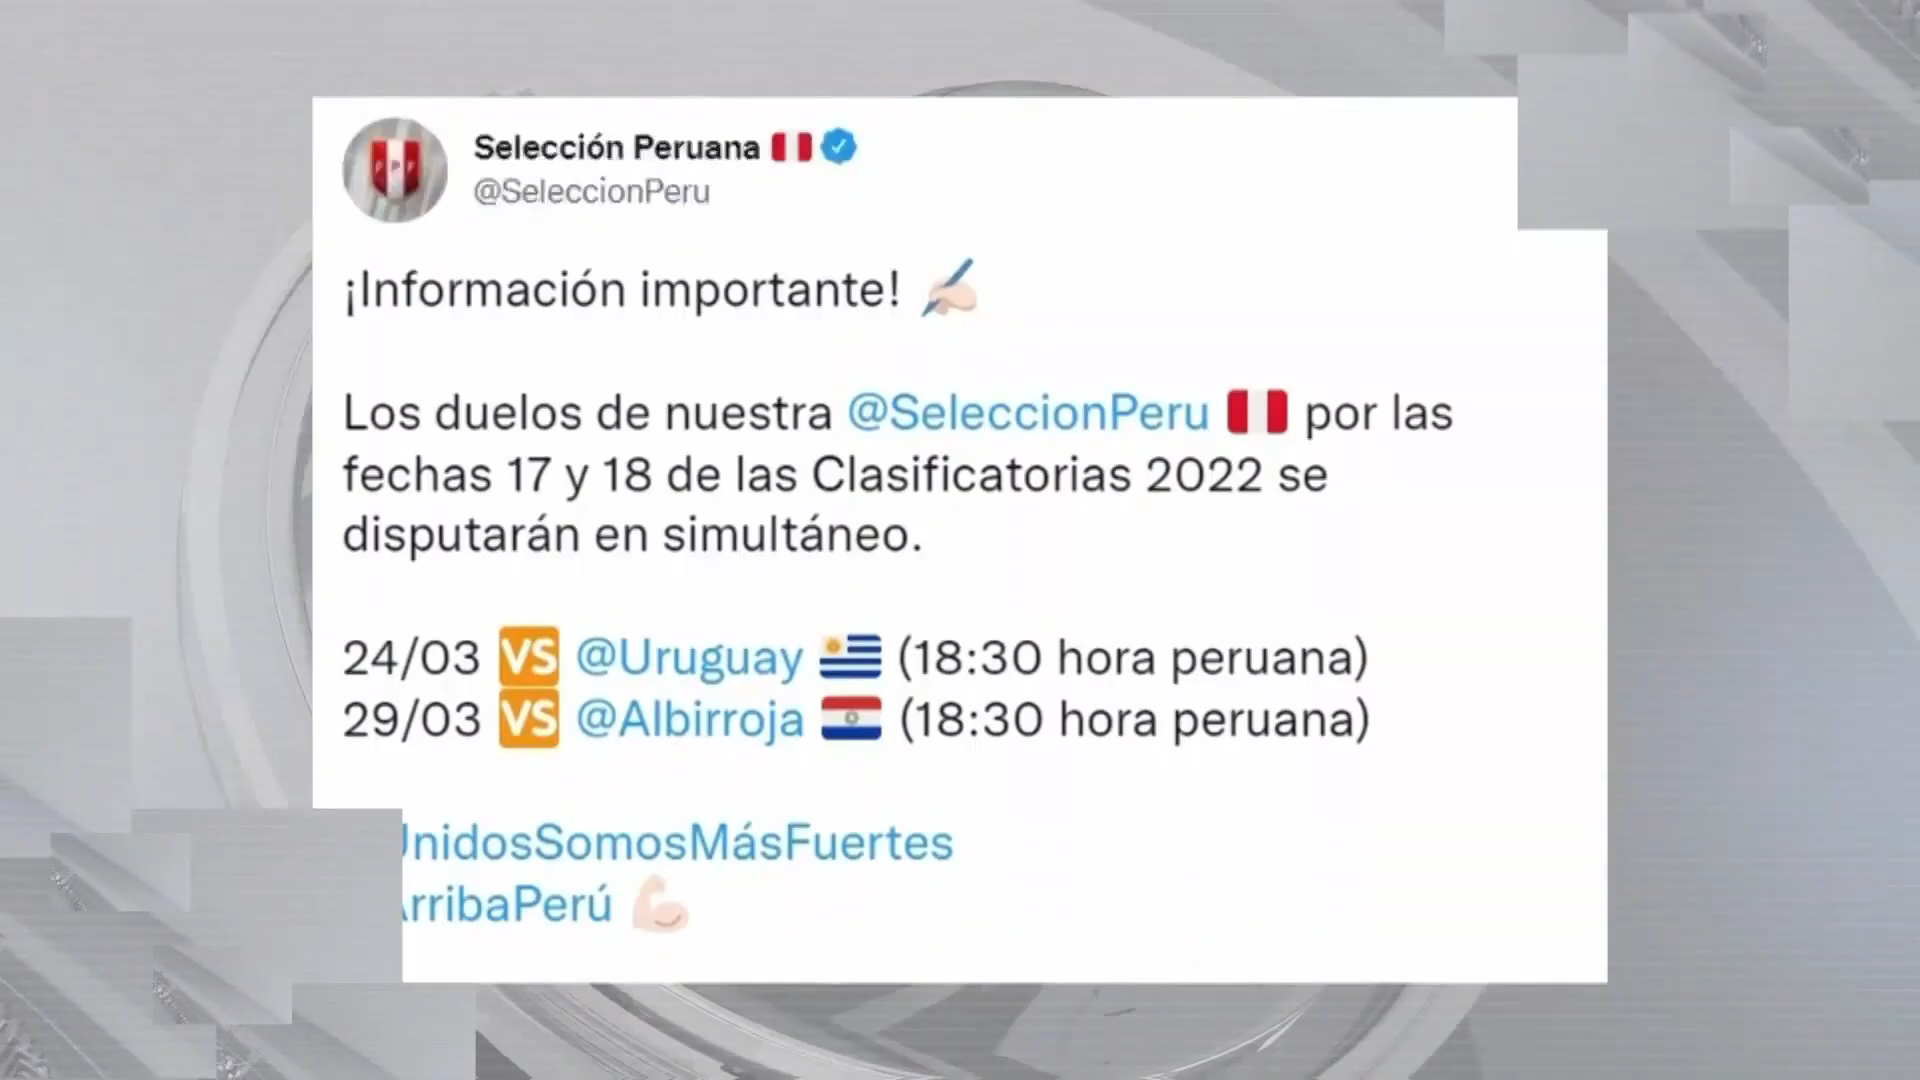 Selección Peruana
@SeleccionPeru
¡Información importante!
Los duelos de nuestra @SeleccionPeru por las
fechas 17 y 18 de las Clasificatorias 2022 se
disputarán en simultáneo.
24/03 VS @Uruguay (18:30 hora peruana)
29/03 VS @Albirroja (18:30 hora peruana)
UnidosSomosMásFuertes
ArribaPerú